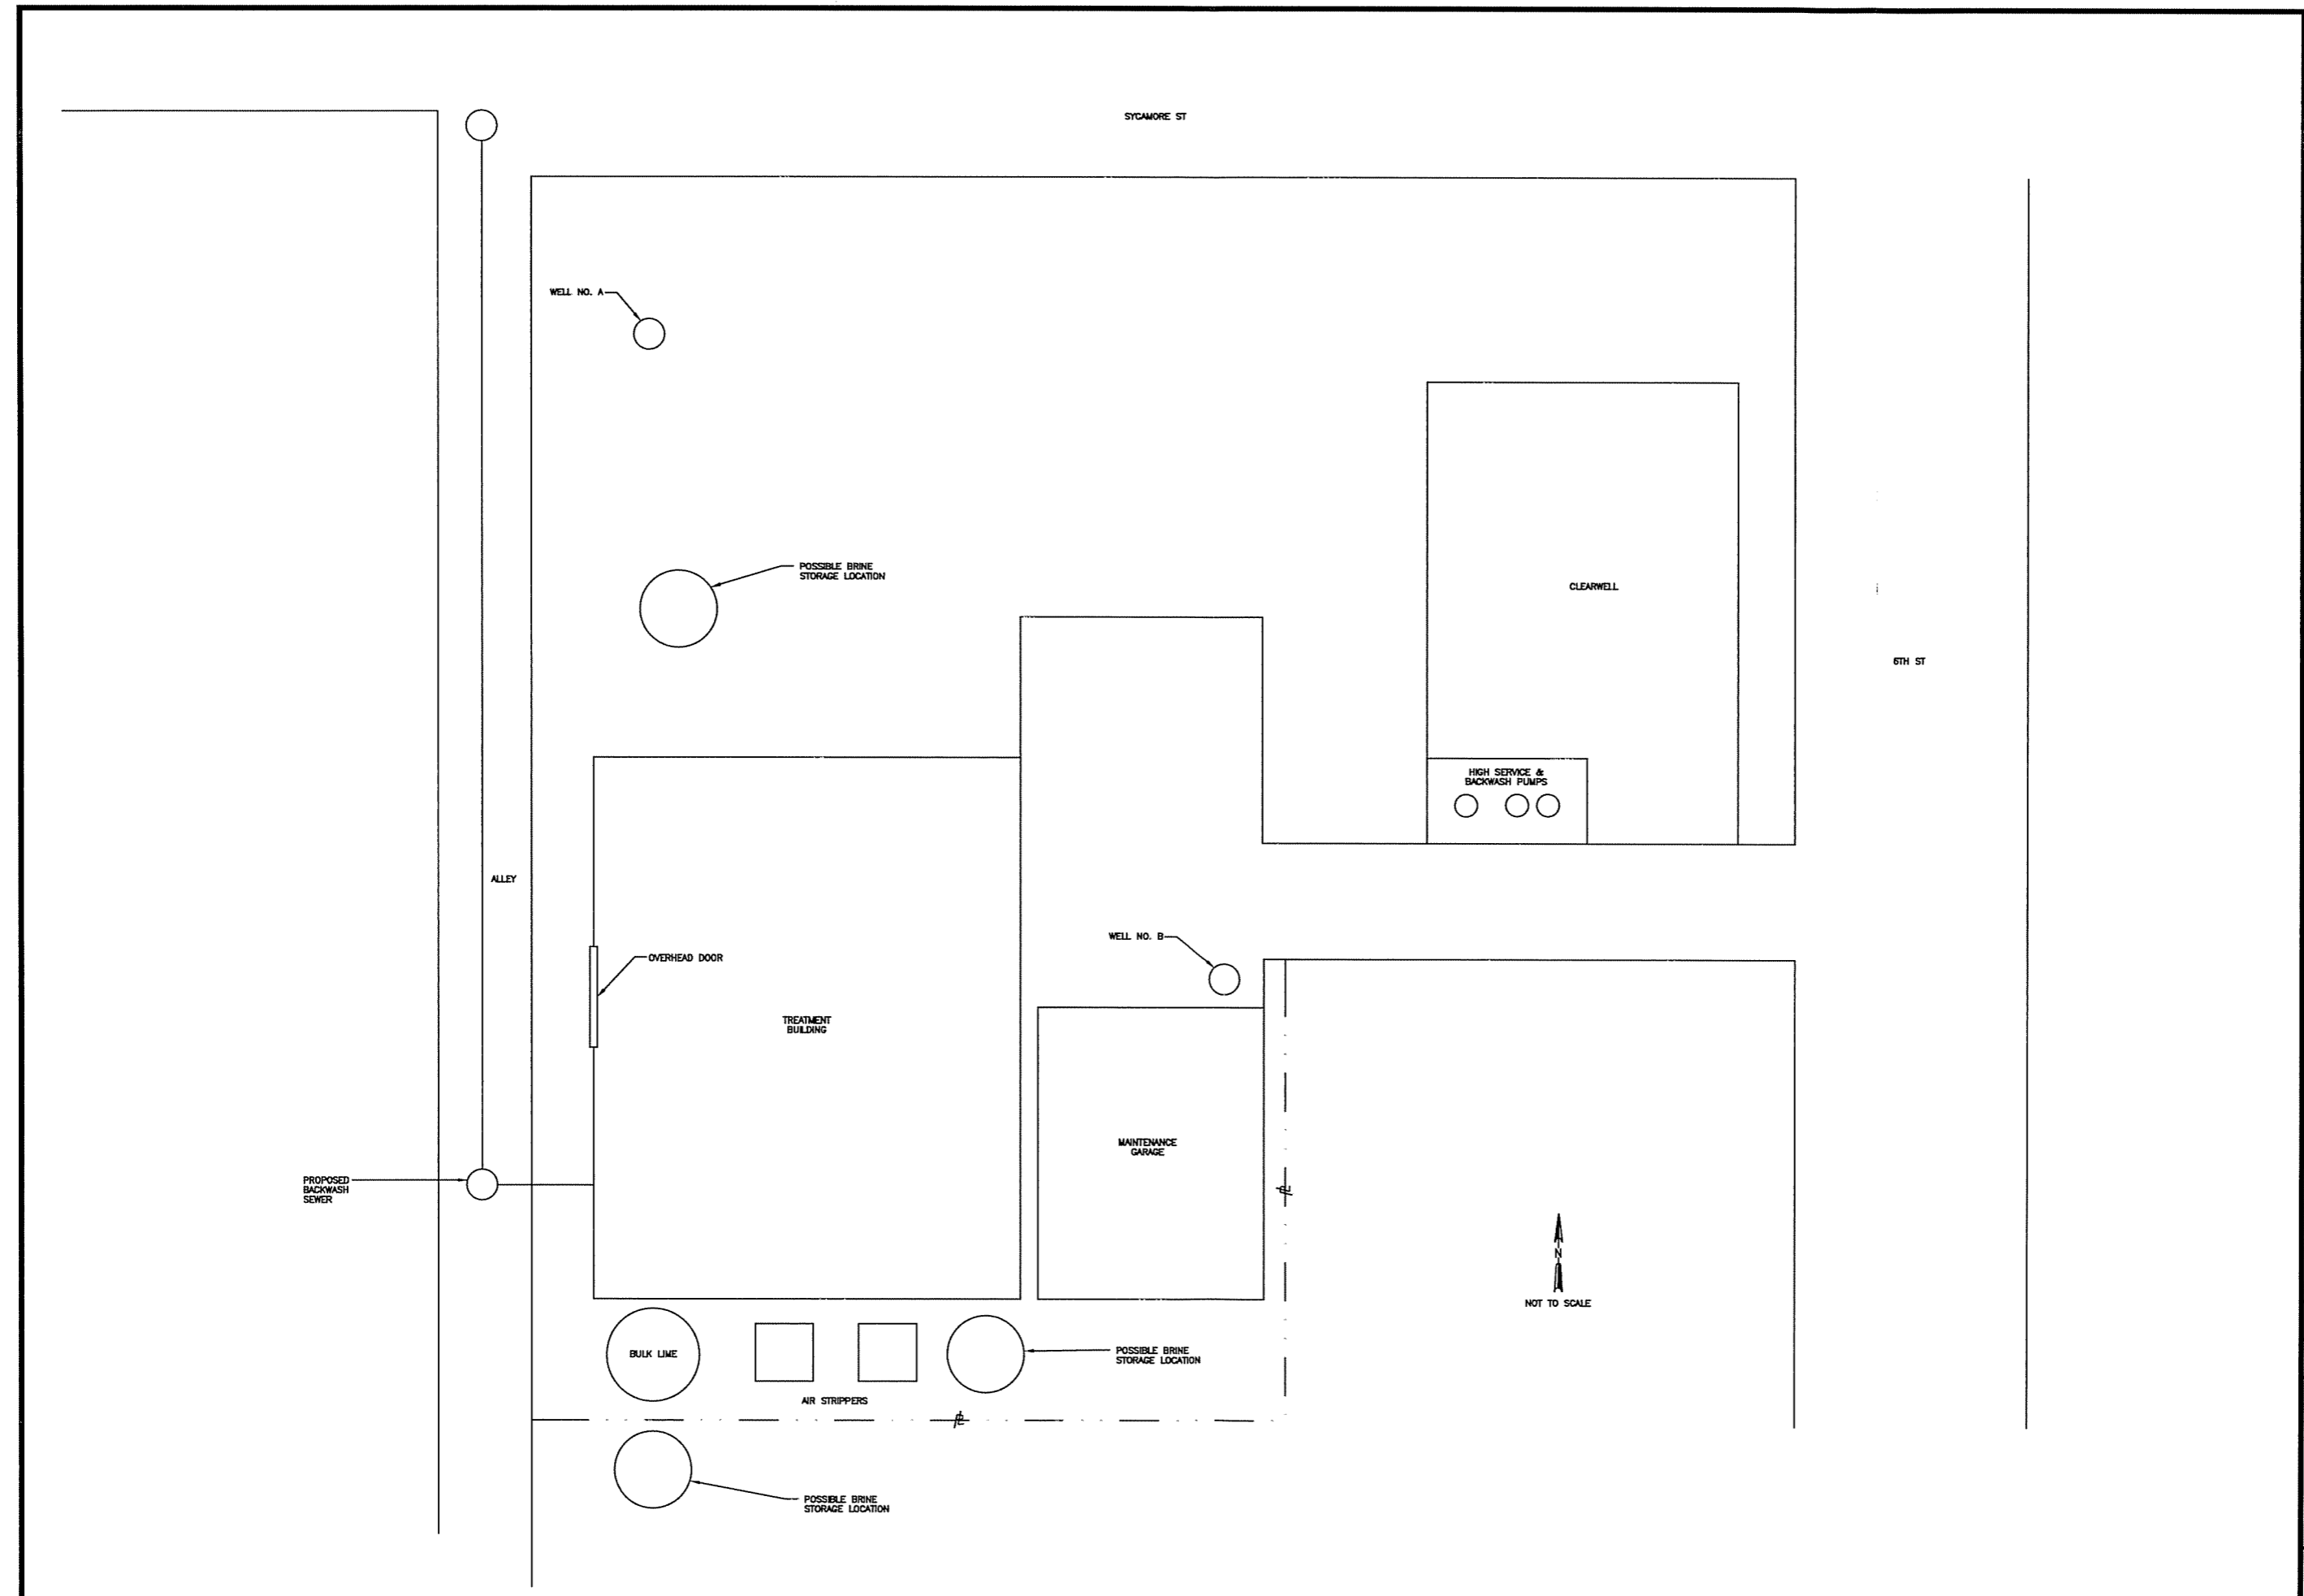 SYCAMORE ST
WELL NO. A
POSSIBLE BRINE
STORAGE LOCATION
CLEARWELL
6TH ST
HIGH SERVICE &
BACKWASH PUMPS
ALLEY
WELL NO. B
OVERHEAD DOOR
TREATMENT
BUILDING
MAINTENANCE
GARAGE
PROPOSED
BACKWASH
SEWER
N
NOT TO SCALE
BULK LIME
POSSIBLE BRINE
STORAGE LOCATION
AIR STRIPPERS
POSSIBLE BRINE
STORAGE LOCATION